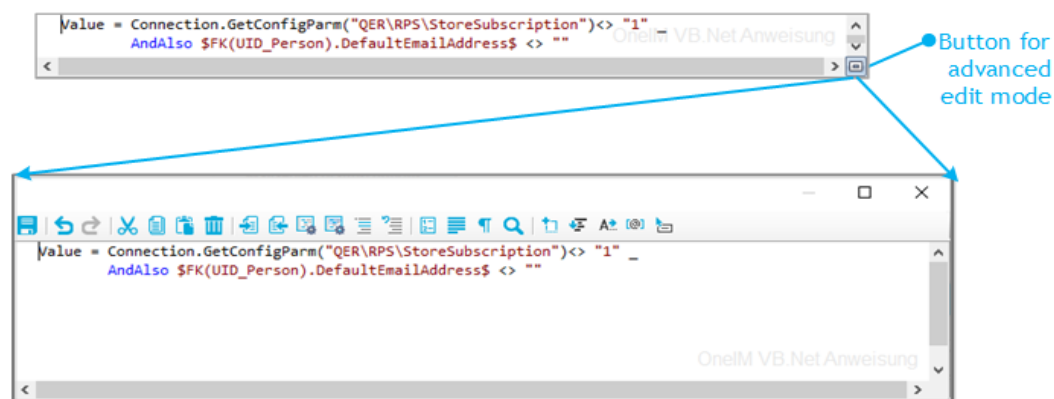 Value = Connection.GetConfigParm("QER\RPS\StoreSubscription")<> "1" _
AndAlso $FK(UID_Person).DefaultEmailAddress$ <> ""
OneIM VB.Net Anweisung
Button for
advanced
edit mode
Value = Connection.GetConfigParm("QER\RPS\StoreSubscription")<> "1" _
AndAlso $FK(UID_Person).DefaultEmailAddress$ <> ""
OneIM VB.Net Anweisung